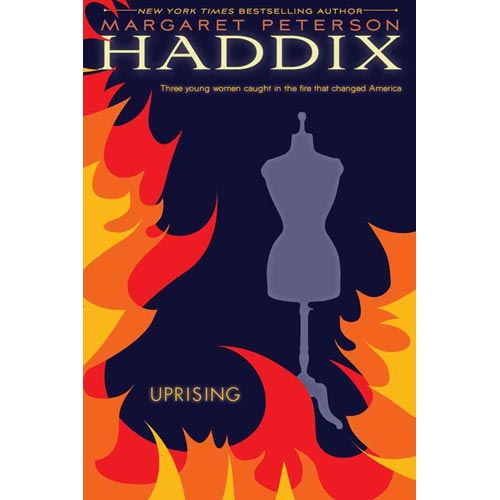 NEW YORK TIMES BESTSELLING AUTHOR
MARGARET PETERSON
HADDIX
Three young women caught in the fire that changed America
UPRISING